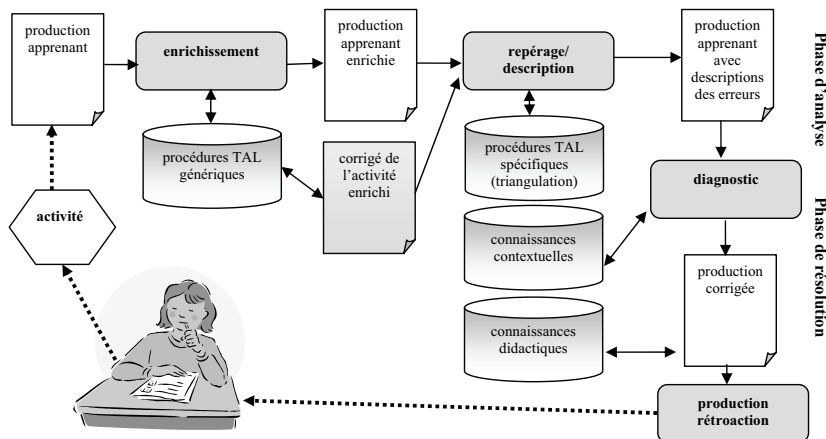 production
apprenant
enrichissement
production
apprenant
enrichie
repérage/
description
production
apprenant
avec
descriptions
des erreurs
Phase d'analyse
procédures TAL
génériques
corrigé de
l'activité
enrichi
procédures TAL
spécifiques
(triangulation)
diagnostic
activité
connaissances
contextuelles
Phase de résolution
production
corrigée
connaissances
didactiques
production
rétroaction